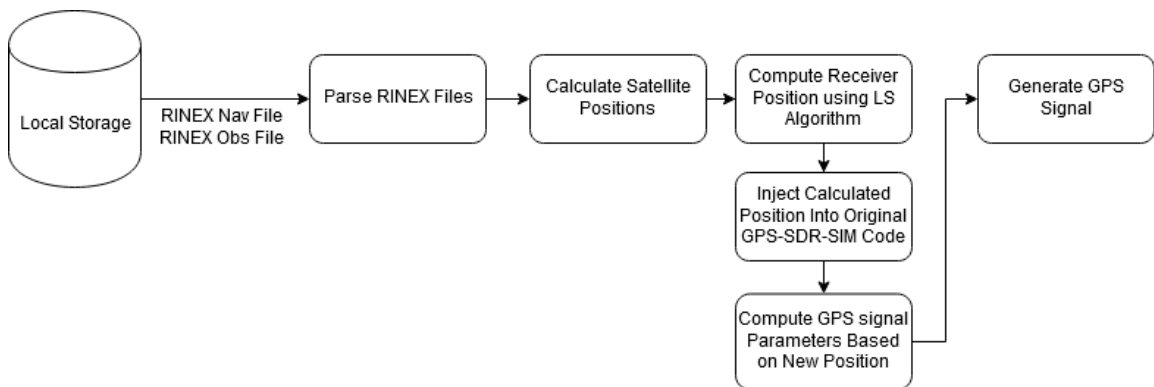 Local Storage
RINEX Nav File
RINEX Obs File
Parse RINEX Files
Calculate Satellite
Positions
Compute Receiver
Position using LS
Algorithm
Inject Calculated
Position Into Original
GPS-SDR-SIM Code
Compute GPS signal
Parameters Based
on New Position
Generate GPS
Signal